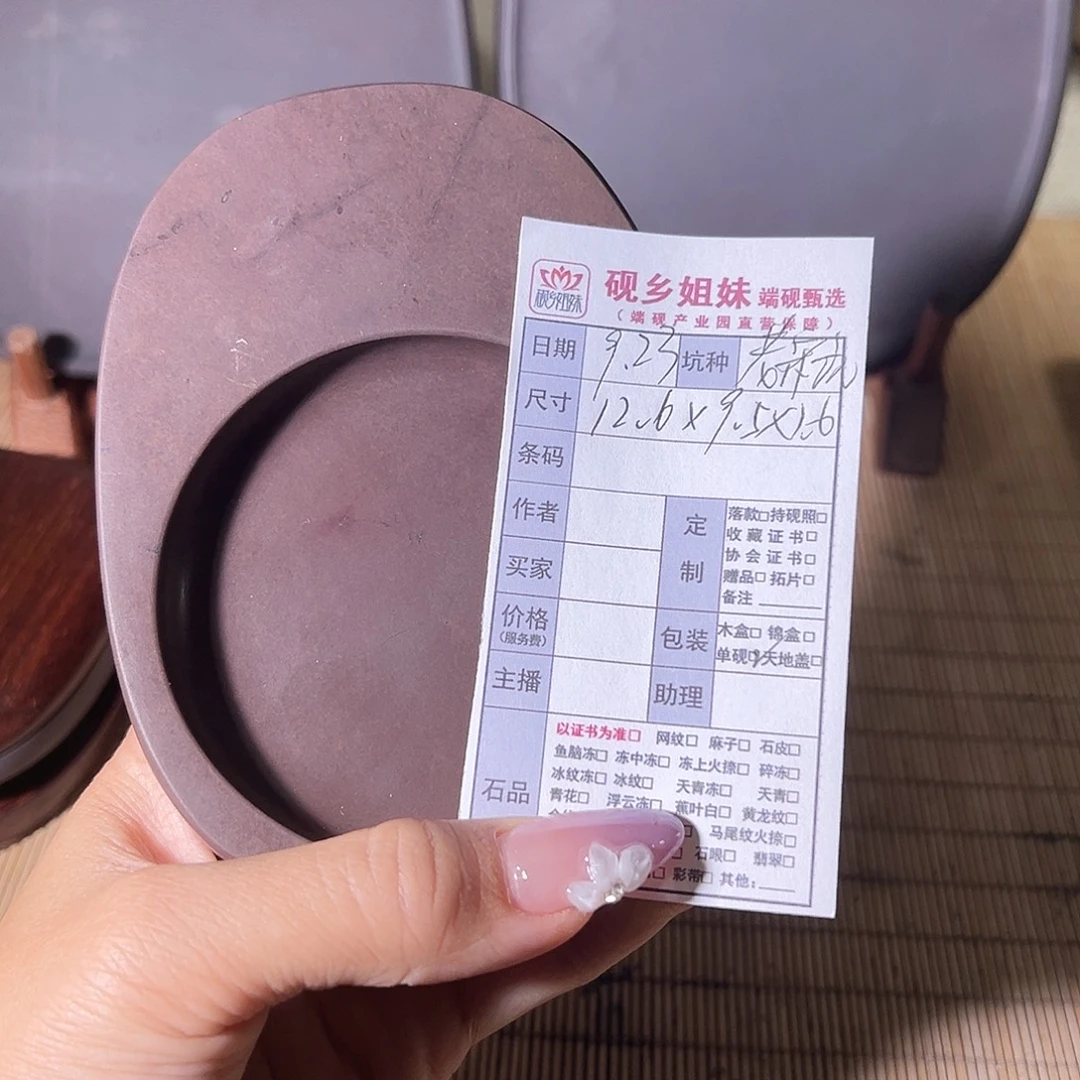 砚乡姐妹
砚乡姐妹 端砚甄选
（端砚产业园直营保障）
日期 9.23 坑种
尺寸 12.6x9.5x1.6
条码
作者
定制
落款□持砚照□
收藏证书□
协会证书□
赠品□拓片□
备注
买家
价格
(服务费)
包装
木盒□ 锦盒□
单砚□天地盖□
主播
助理
石品
以证书为准□ 网纹□ 麻子□ 石皮□
鱼脑冻□ 冻中冻□ 冻上火捺□ 碎冻□
冰纹冻□ 冰纹□ 天青冻□ 天青□
青花□ 浮云冻□ 蕉叶白□ 黄龙纹□
马尾纹火捺□
石眼□ 翡翠□
彩带□ 其他：